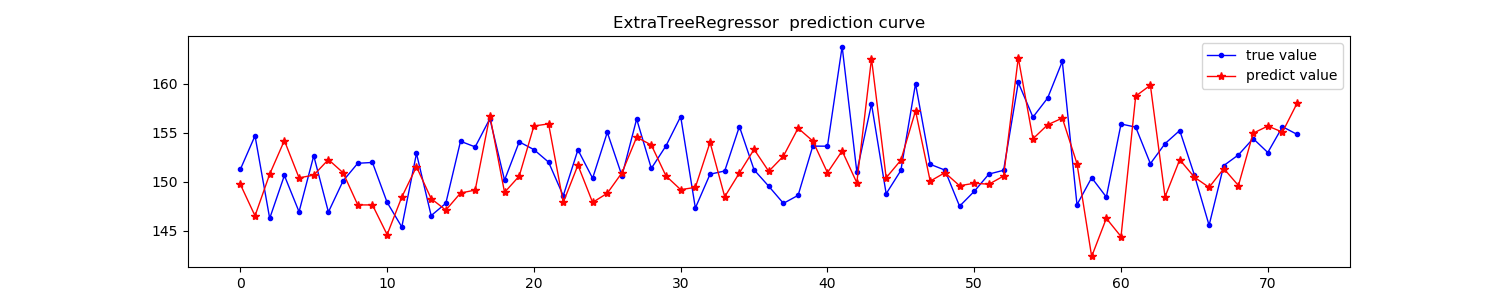 ExtraTreeRegressor  prediction curve
true value
predict value
160
155
150
145
0 10 20 30 40 50 60 70